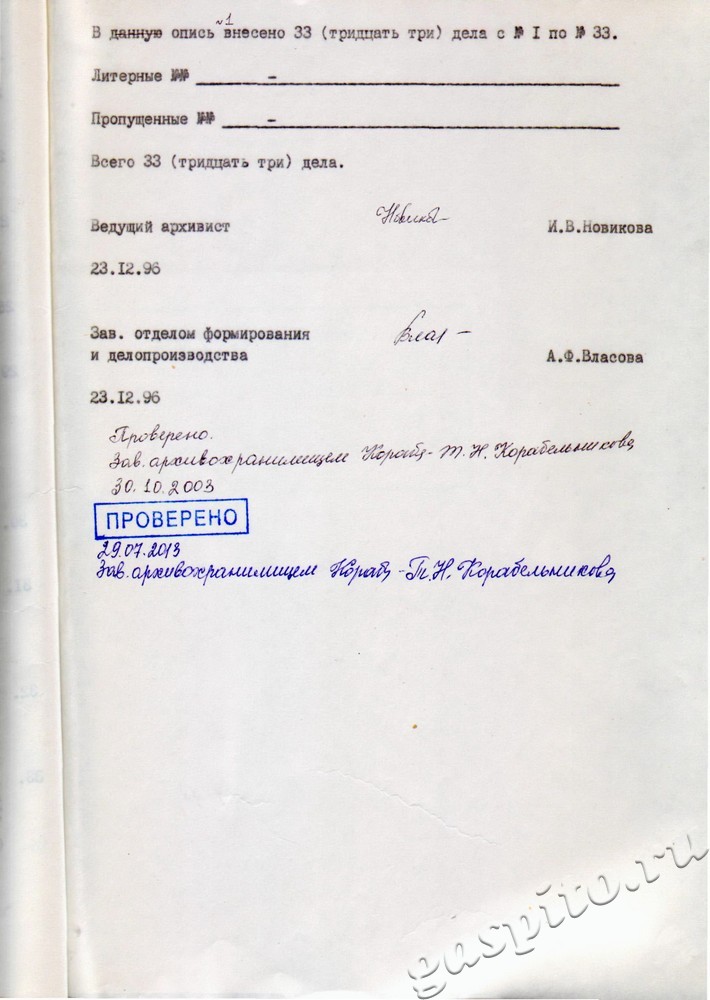 В данную опись №1 внесено 33 (тридцать три) дела с № I по № 33.
Литерные №№ –
Пропущенные №№ –
Всего 33 (тридцать три) дела.
Ведущий архивист И.В.Новикова
23.12.96
Зав. отделом формирования
и делопроизводства А.Ф.Власова
23.12.96
Проверено.
Зав. архивохранилищем Т.Н. Корабельникова
30.10.2003
ПРОВЕРЕНО
29.07.2013
Зав. архивохранилищем Т.Н. Корабельникова
gaspito.ru